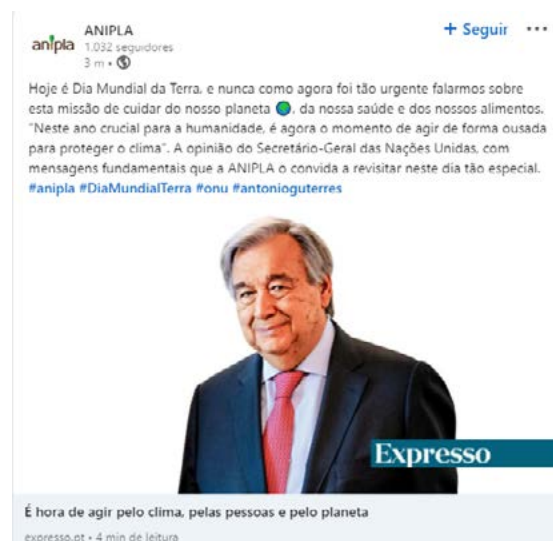 anipla
ANIPLA
1.032 seguidores
3 m •
+ Seguir ...
Hoje é Dia Mundial da Terra, e nunca como agora foi tão urgente falarmos sobre
esta missão de cuidar do nosso planeta 🌍, da nossa saúde e dos nossos alimentos.
"Neste ano crucial para a humanidade, é agora o momento de agir de forma ousada
para proteger o clima". A opinião do Secretário-Geral das Nações Unidas, com
mensagens fundamentais que a ANIPLA o convida a revisitar neste dia tão especial.
#anipla #DiaMundialTerra #onu #antonioguterres
Expresso
É hora de agir pelo clima, pelas pessoas e pelo planeta
expresso.pt • 4 min de leitura